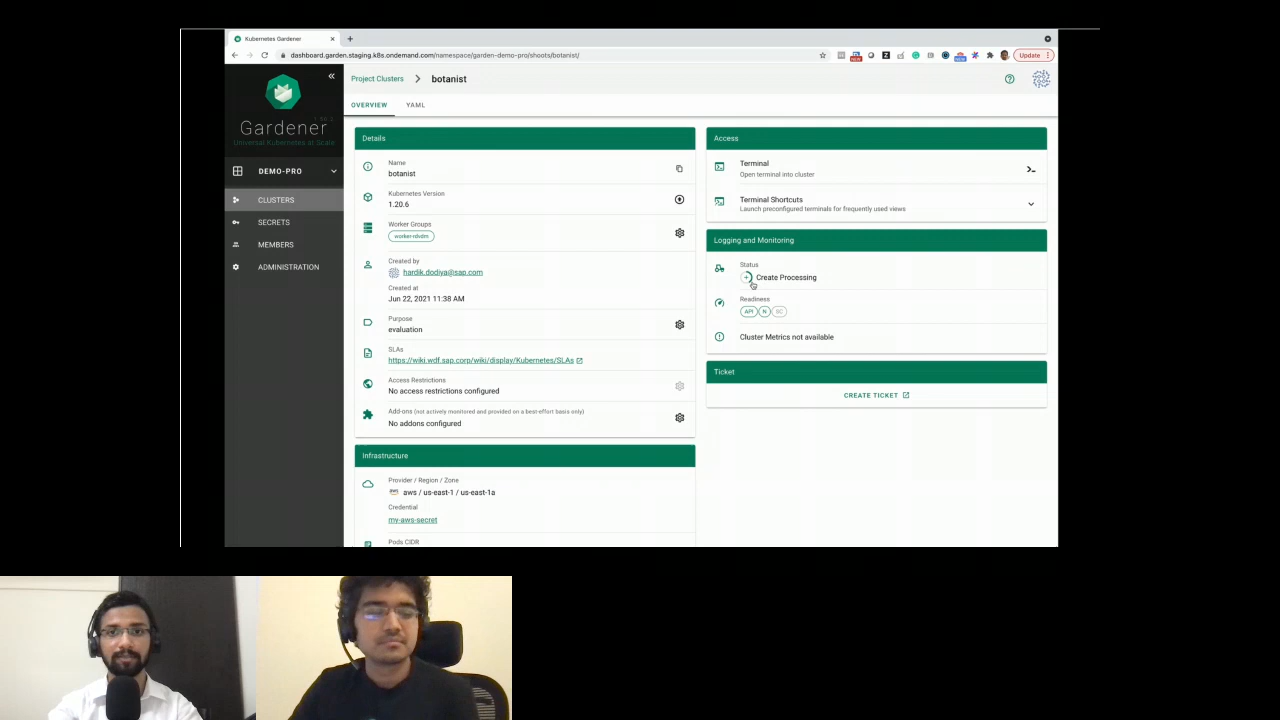 Kubernetes Gardener
dashboard.garden.staging.k8s.ondemand.com/namespace/garden-demo-pro/shoots/botanist/
Update
Gardener
Universal Kubernetes at Scale
DEMO-PRO
CLUSTERS
SECRETS
MEMBERS
ADMINISTRATION
Project Clusters
botanist
OVERVIEW
YAML
Details
Name
botanist
Kubernetes Version
1.20.6
Worker Groups
Created by
hardik.dodiya@sap.com
Created at
Jun 22, 2021 11:38 AM
Purpose
evaluation
SLAs
https://wiki.wdf.sap.corp/wiki/display/Kubernetes/SLAs
Access Restrictions
No access restrictions configured
Add-ons (not actively monitored and provided on a best-effort basis only)
No addons configured
Infrastructure
Provider / Region / Zone
aws / us-east-1 / us-east-1a
Credential
my-aws-secret
Pods CIDR
Access
Terminal
Open terminal into cluster
Terminal Shortcuts
Launch preconfigured terminals for frequently used views
Logging and Monitoring
Status
Create Processing
Readiness
API N SC
Cluster Metrics not available
Ticket
CREATE TICKET